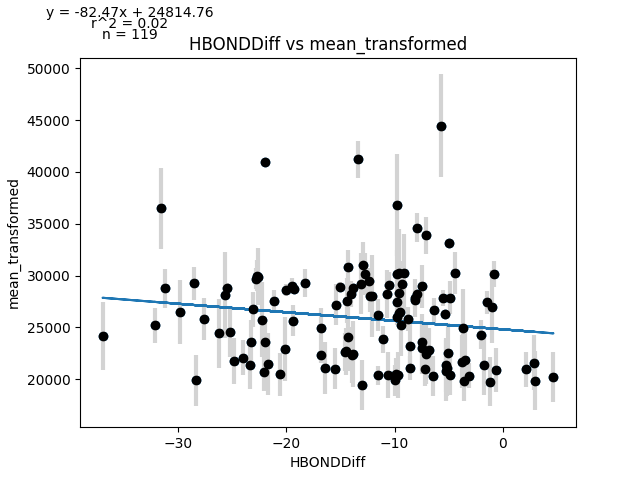 y = -82.47x + 24814.76
r^2 = 0.02
n = 119
HBONDDiff vs mean_transformed
50000
45000
40000
35000
30000
25000
20000
mean_transformed
−30
−20
−10
0
HBONDDiff